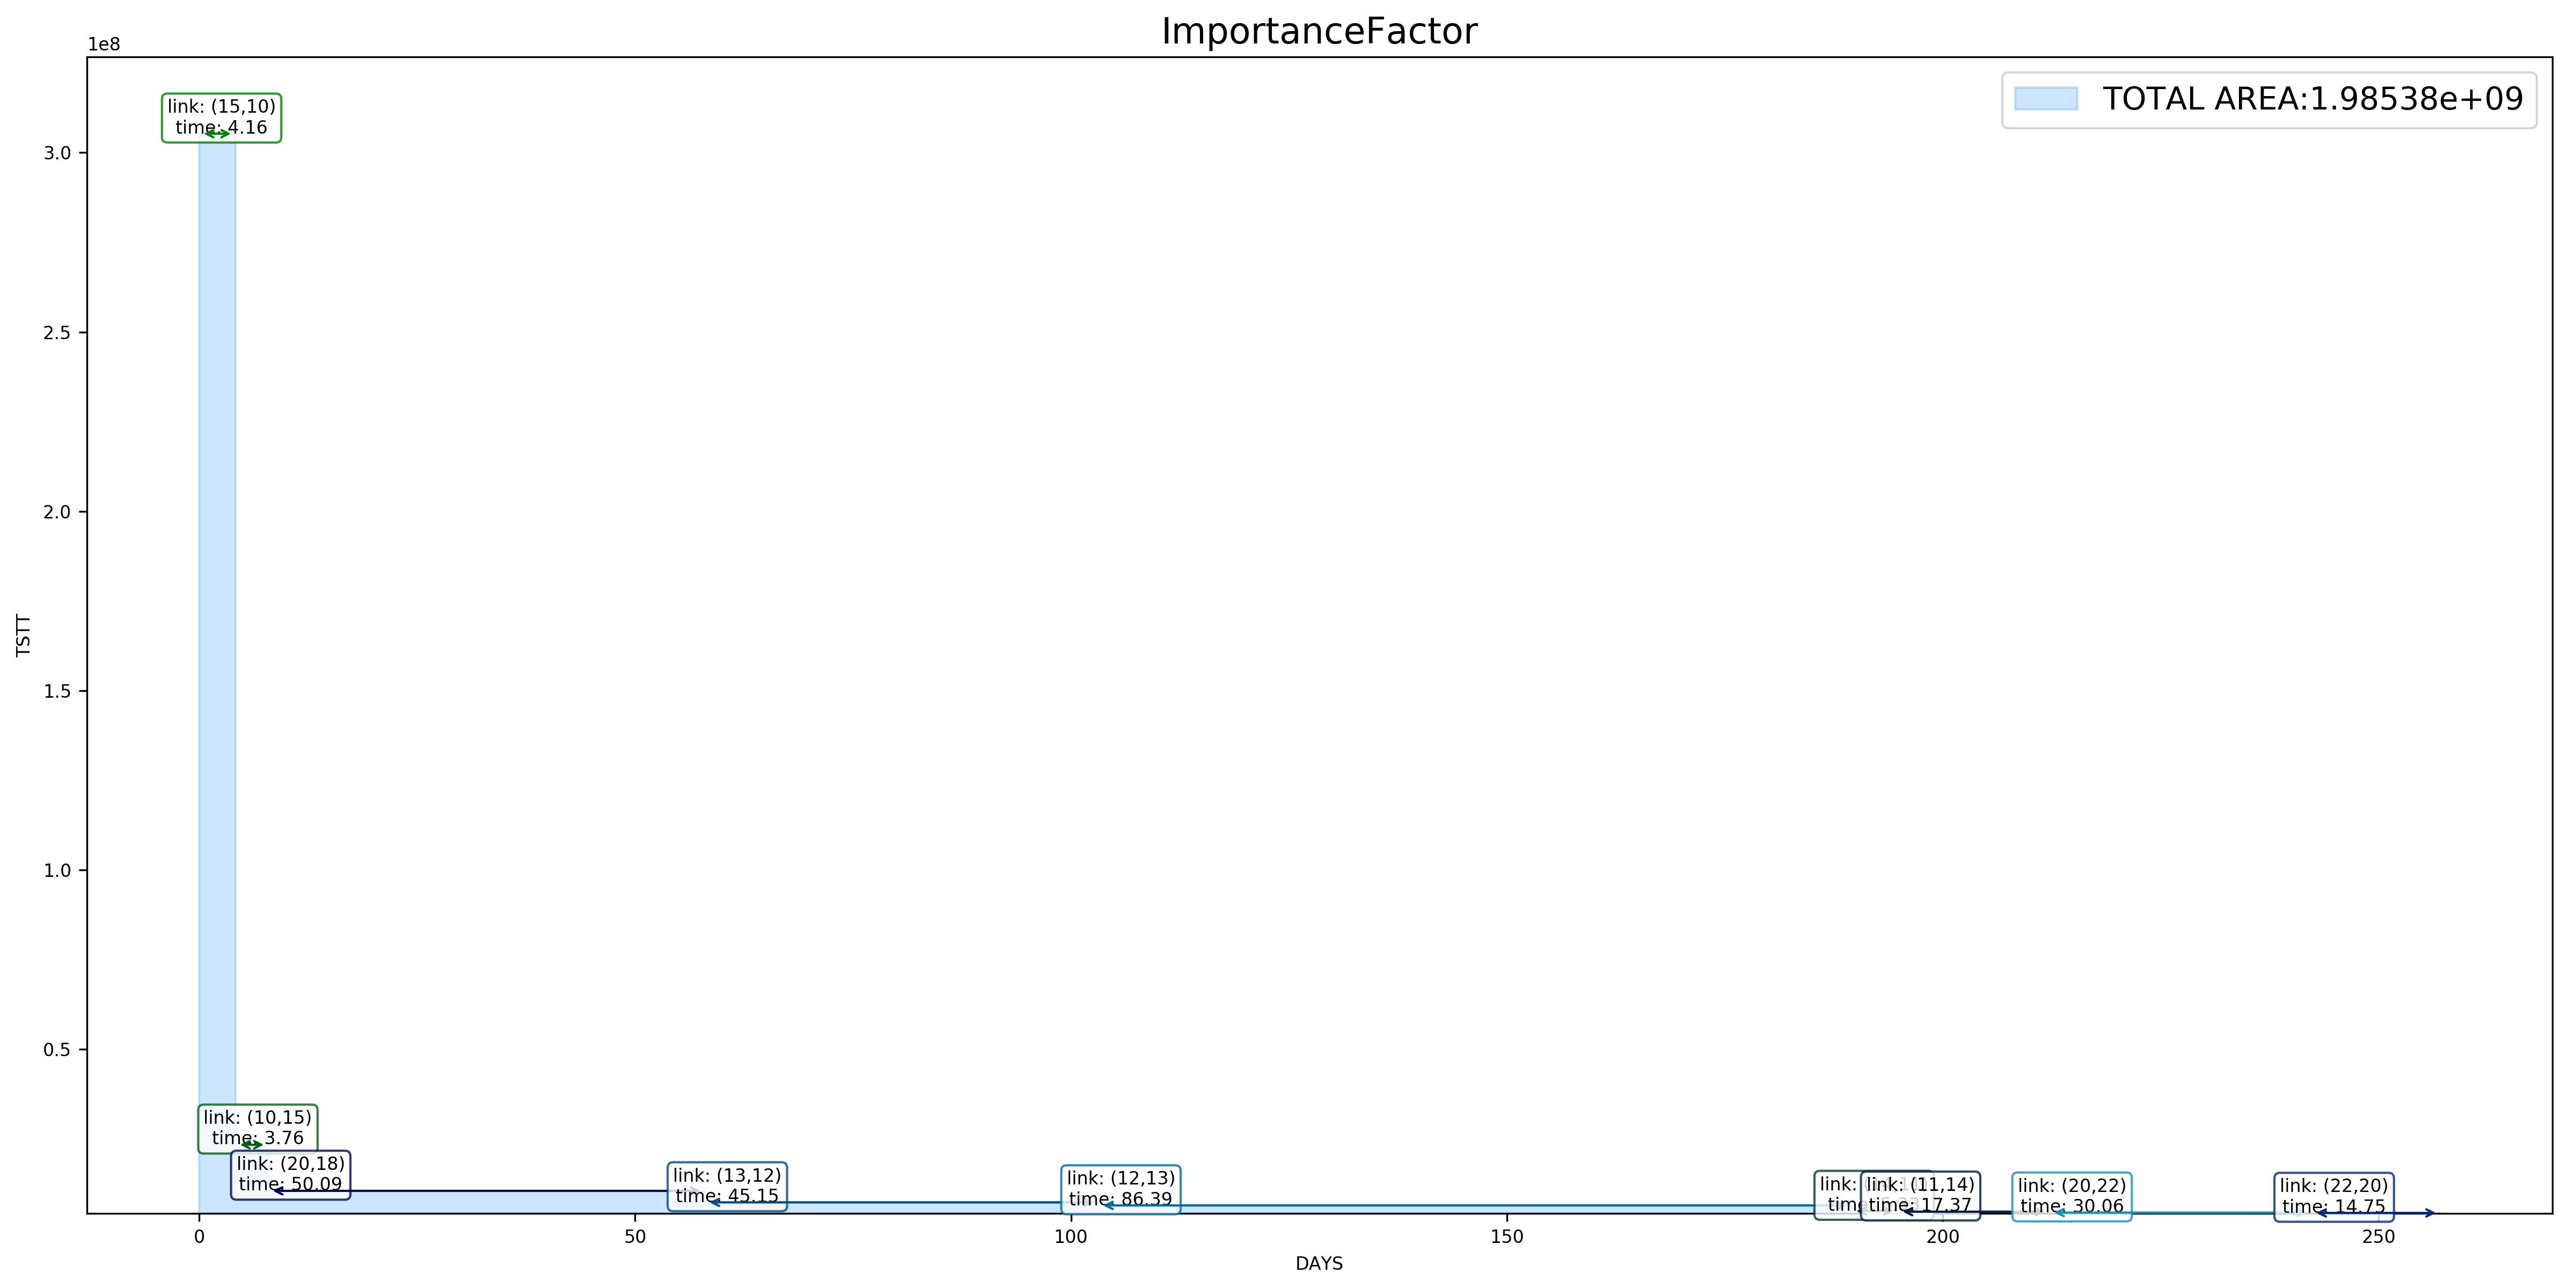 ImportanceFactor
1e8
TOTAL AREA:1.98538e+09
link: (15,10)
time: 4.16
3.0
2.5
2.0
1.5
1.0
0.5
TSTT
link: (10,15)
time: 3.76
link: (20,18)
time: 50.09
link: (13,12)
time: 45.15
link: (12,13)
time: 86.39
link:
link: (11,14)
time: 17.37
link: (20,22)
time: 30.06
link: (22,20)
time: 14.75
0
50
100
150
200
250
DAYS